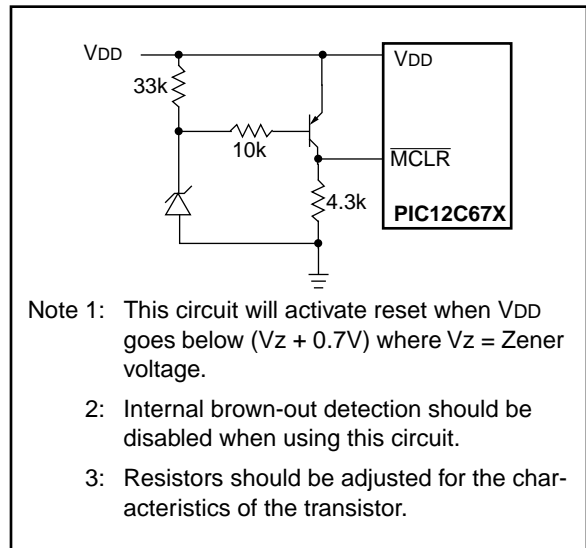 VDD
VDD
33k
10k
MCLR
4.3k
PIC12C67X
Note 1: This circuit will activate reset when VDD
goes below (Vz + 0.7V) where Vz = Zener
voltage.
2: Internal brown-out detection should be
disabled when using this circuit.
3: Resistors should be adjusted for the char-
acteristics of the transistor.